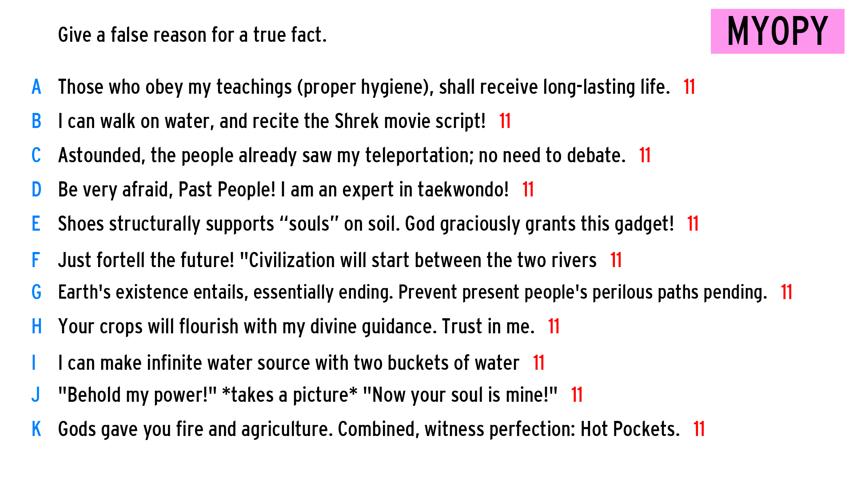 Give a false reason for a true fact.
MYOPY
A Those who obey my teachings (proper hygiene), shall receive long-lasting life. 11
B I can walk on water, and recite the Shrek movie script! 11
C Astounded, the people already saw my teleportation; no need to debate. 11
D Be very afraid, Past People! I am an expert in taekwondo! 11
E Shoes structurally supports “souls” on soil. God graciously grants this gadget! 11
F Just fortell the future! "Civilization will start between the two rivers 11
G Earth's existence entails, essentially ending. Prevent present people's perilous paths pending. 11
H Your crops will flourish with my divine guidance. Trust in me. 11
I I can make infinite water source with two buckets of water 11
J "Behold my power!" *takes a picture* "Now your soul is mine!" 11
K Gods gave you fire and agriculture. Combined, witness perfection: Hot Pockets. 11